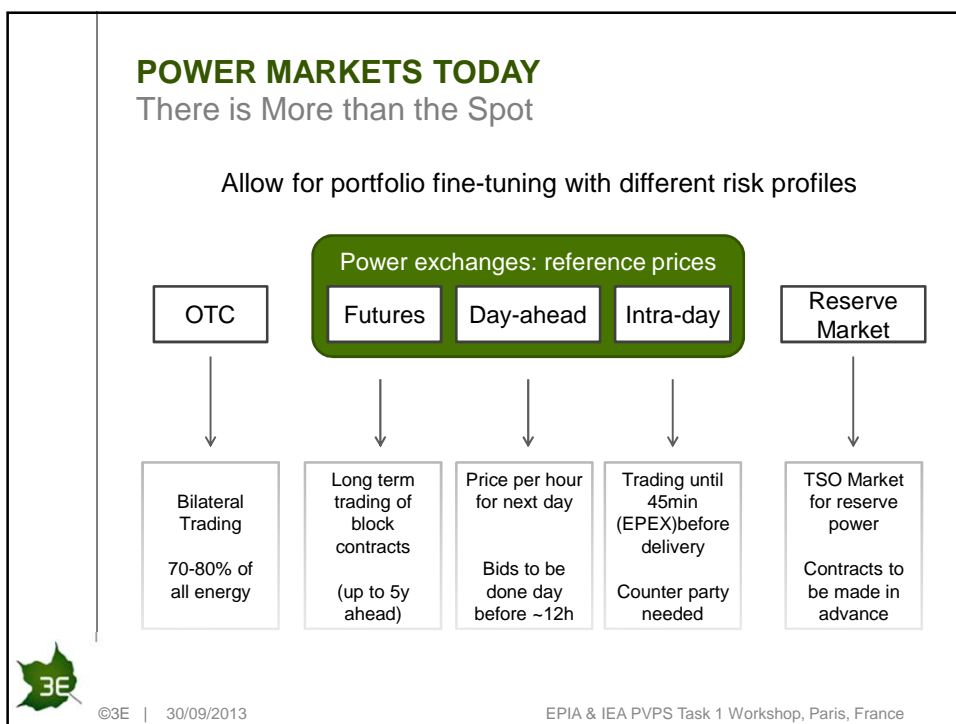 POWER MARKETS TODAY
There is More than the Spot
Allow for portfolio fine-tuning with different risk profiles
Power exchanges: reference prices
OTC
Futures
Day-ahead
Intra-day
Reserve
Market
Bilateral
Trading
70-80% of
all energy
Long term
trading of
block
contracts
(up to 5y
ahead)
Price per hour
for next day
Bids to be
done day
before ~12h
Trading until
45min
(EPEX)before
delivery
Counter party
needed
TSO Market
for reserve
power
Contracts to
be made in
advance
3E
©3E | 30/09/2013
EPIA & IEA PVPS Task 1 Workshop, Paris, France